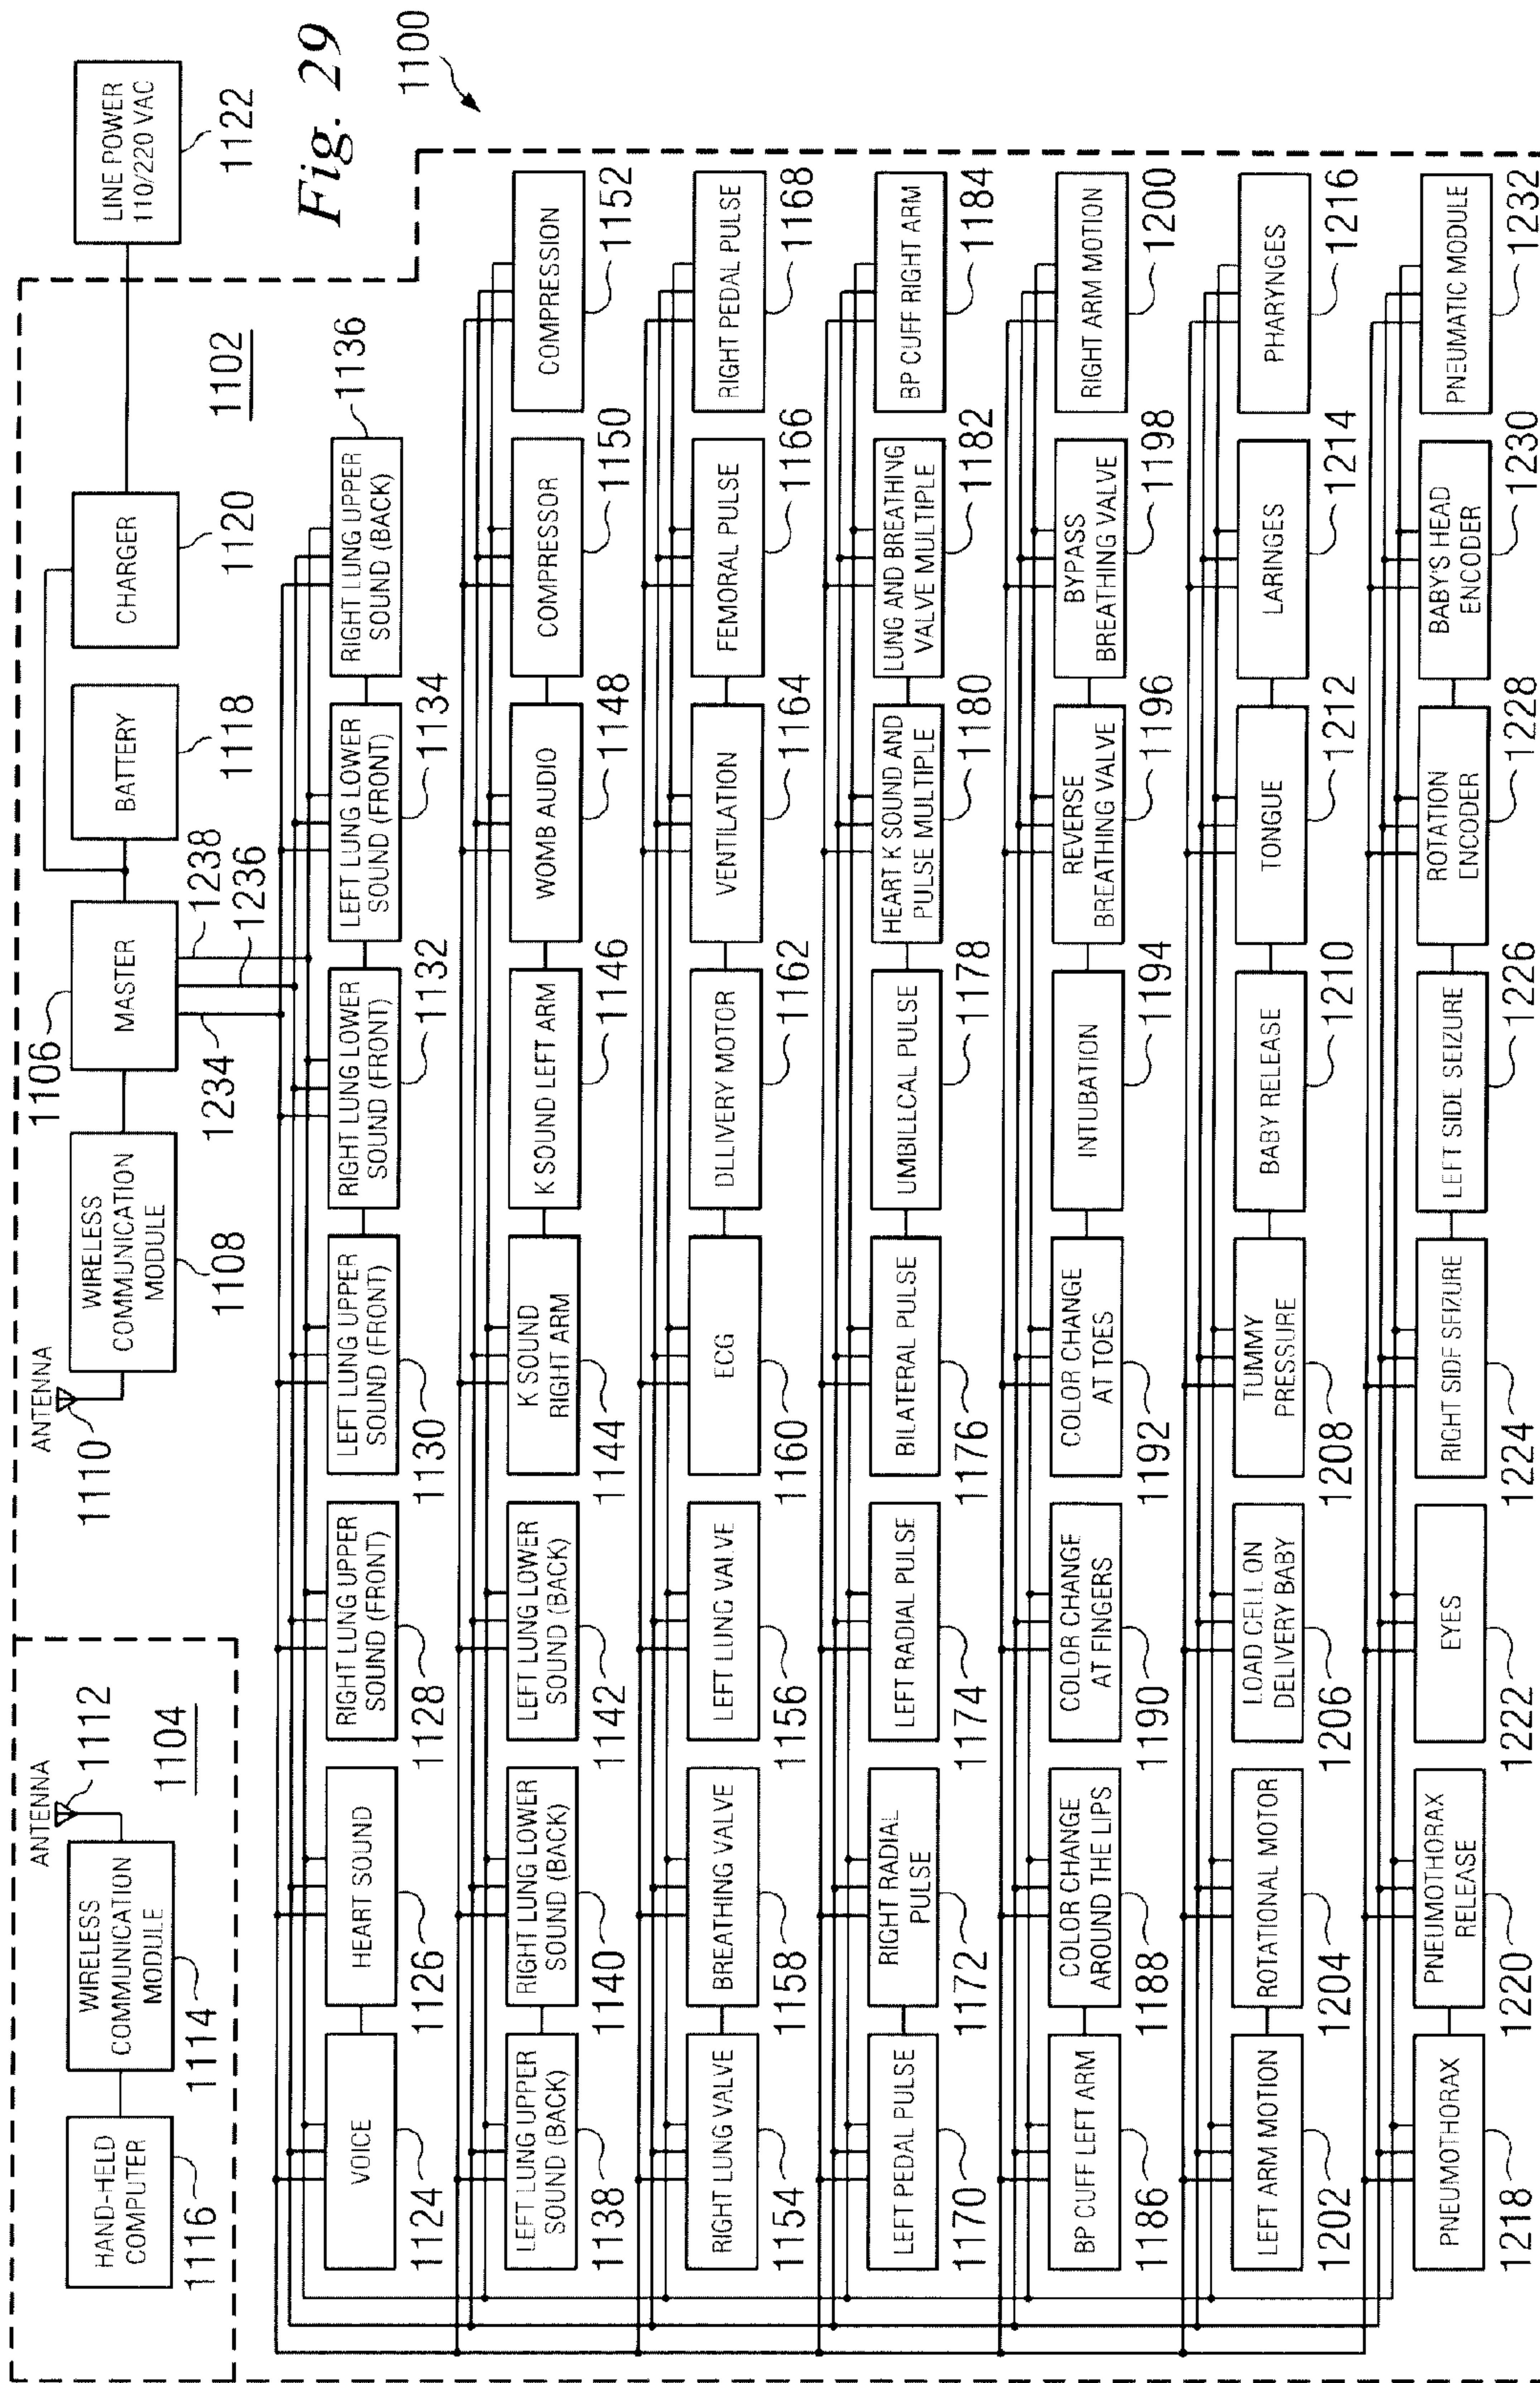 Fig. 29
1100
HAND-HELD
COMPUTER
1116
WIRELESS
COMMUNICATION
MODULE
1114
ANTENNA
1112
1104
ANTENNA
1110
WIRELESS
COMMUNICATION
MODULE
1108
1106
MASTER
1234
1236
1238
BATTERY
1118
CHARGER
1120
1102
LINE POWER
110/220 VAC
1122
VOICE
1124
HEART SOUND
1126
RIGHT LUNG UPPER
SOUND (FRONT)
1128
LEFT LUNG UPPER
SOUND (FRONT)
1130
RIGHT LUNG LOWER
SOUND (FRONT)
1132
LEFT LUNG LOWER
SOUND (FRONT)
1134
RIGHT LUNG UPPER
SOUND (BACK)
1136
LEFT LUNG UPPER
SOUND (BACK)
1138
RIGHT LUNG LOWER
SOUND (BACK)
1140
LEFT LUNG LOWER
SOUND (BACK)
1142
K SOUND
RIGHT ARM
1144
K SOUND LEFT ARM
1146
WOMB AUDIO
1148
COMPRESSOR
1150
COMPRESSION
1152
RIGHT LUNG VALVE
1154
BREATHING VALVE
1158
LEFT LUNG VALVE
1156
ECG
1160
DLLIVERY MOTOR
1162
VENTILATION
1164
FEMORAL PULSE
1166
RIGHT PEDAL PULSE
1168
LEFT PEDAL PULSE
1170
RIGHT RADIAL
PULSE
1172
LEFT RADIAL PULSE
1174
BILATERAL PULSE
1176
UMBILLCAL PULSE
1178
HEART K SOUND AND
PULSE MULTIPLE
1180
LUNG AND BREATHING
VALVE MULTIPLE
1182
BP CUFF RIGHT ARM
1184
BP CUFF LEFT ARM
1186
COLOR CHANGE
AROUND THE LIPS
1188
COLOR CHANGE
AT FINGERS
1190
COLOR CHANGE
AT TOES
1192
INTUBATION
1194
REVERSE
BREATHING VALVE
1196
BYPASS
BREATHING VALVE
1198
RIGHT ARM MOTION
1200
LEFT ARM MOTION
1202
ROTATIONAL MOTOR
1204
LOAD CELL ON
DELIVERY BABY
1206
TUMMY
PRESSURE
1208
BABY RELEASE
1210
TONGUE
1212
LARINGES
1214
PHARYNGES
1216
PNEUMOTHORAX
1218
PNEUMOTHORAX
RELEASE
1220
EYES
1222
RIGHT SIDF SFIZURE
1224
LEFT SIDE SEIZURE
1226
ROTATION
ENCODER
1228
BABY'S HEAD
ENCODER
1230
PNEUMATIC MODULE
1232